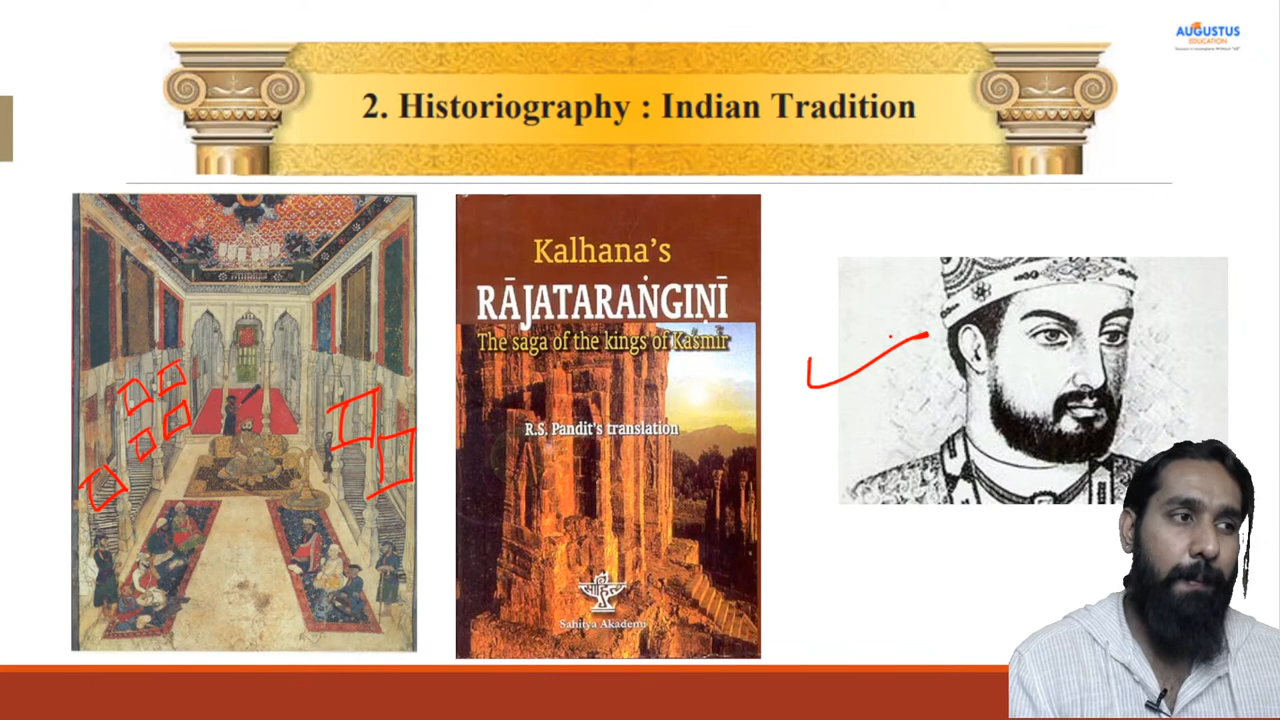 AUGUSTUS
EDUCATION
2. Historiography : Indian Tradition
Kalhana's
RĀJATARAṄGIṆĪ
The saga of the kings of Kaśmīr
R.S. Pandit's translation
साहित्य
Sahitya Akademi